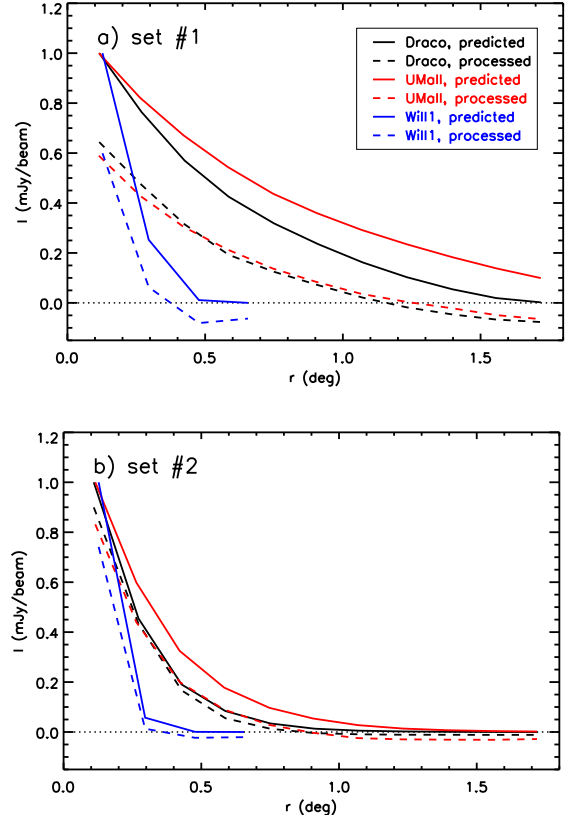 1.2
a) set #1
Draco, predicted
Draco, processed
UMaII, predicted
UMaII, processed
Will1, predicted
Will1, processed
1.0
0.8
0.6
0.4
0.2
0.0
I (mJy/beam)
0.0 0.5 1.0 1.5
r (deg)
1.2
b) set #2
1.0
0.8
0.6
0.4
0.2
0.0
I (mJy/beam)
0.0 0.5 1.0 1.5
r (deg)